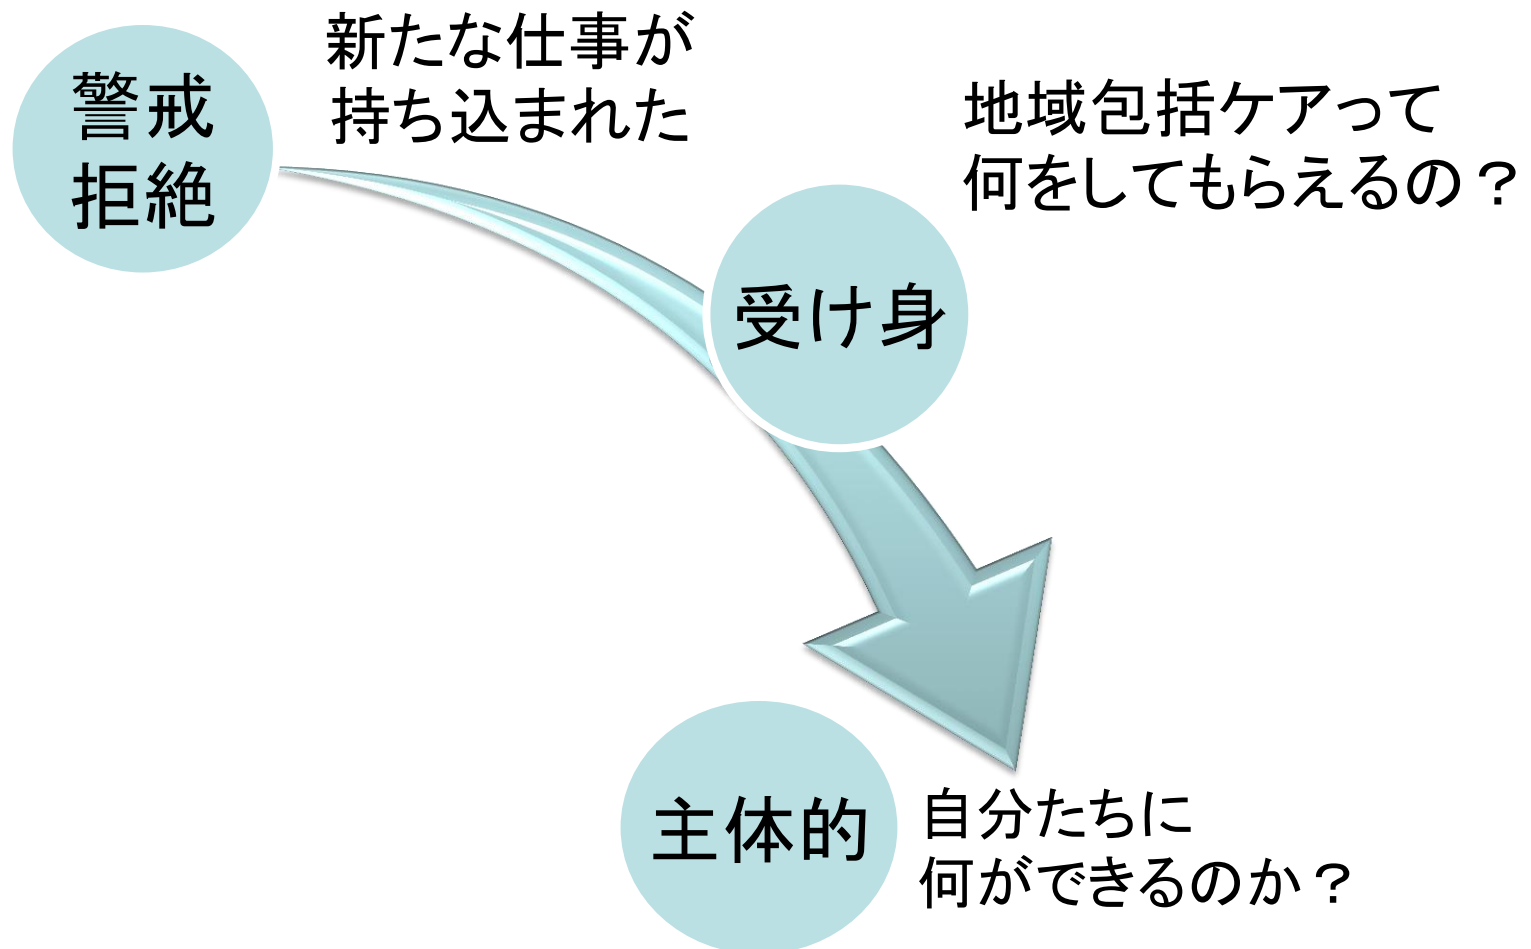 警戒
拒絶
新たな仕事が
持ち込まれた
地域包括ケアって
何をしてもらえるの？
受け身
主体的
自分たちに
何ができるのか？